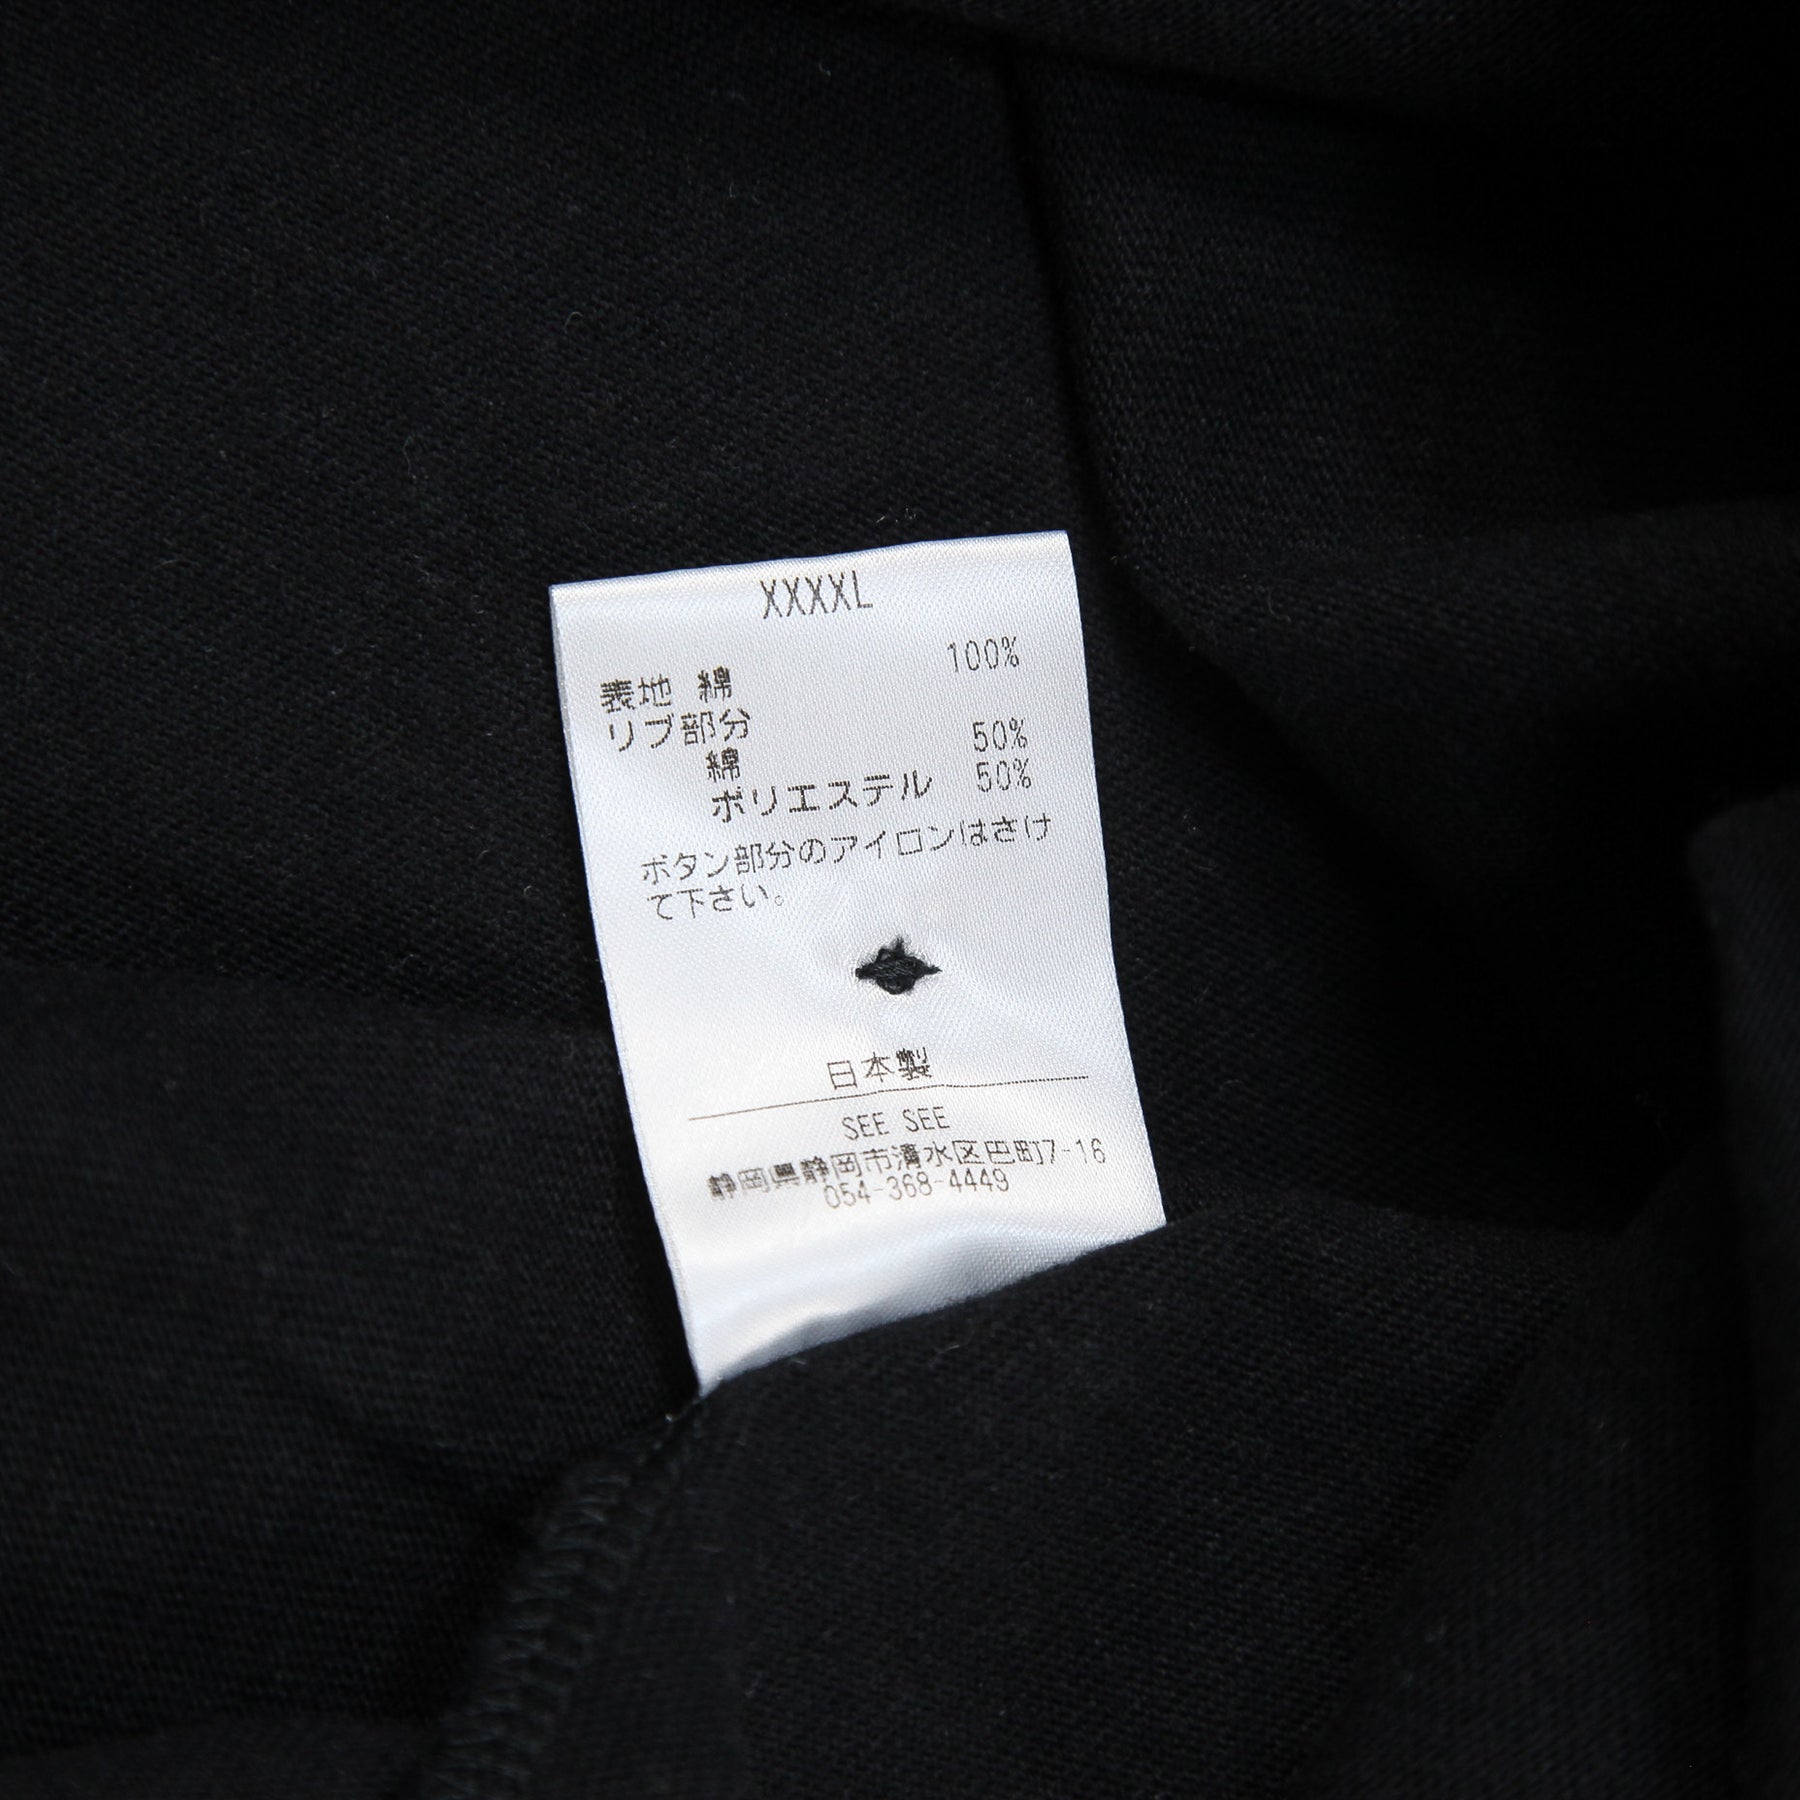 XXXXL
表地 綿 100%
リブ部分
綿 50%
ポリエステル 50%
ボタン部分のアイロンはさけ
て下さい。
日本製
SEE SEE
静岡県静岡市清水区巴町7-16
054-368-4449